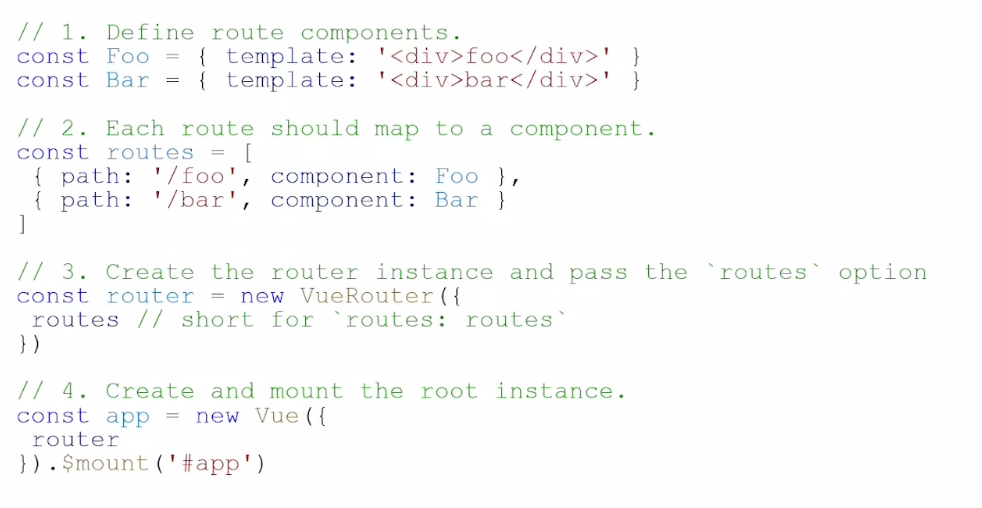 // 1. Define route components.
const Foo = { template: '<div>foo</div>' }
const Bar = { template: '<div>bar</div>' }
// 2. Each route should map to a component.
const routes = [
 { path: '/foo', component: Foo },
 { path: '/bar', component: Bar }
]
// 3. Create the router instance and pass the `routes` option
const router = new VueRouter({
 routes // short for `routes: routes`
})
// 4. Create and mount the root instance.
const app = new Vue({
 router
}).$mount('#app')